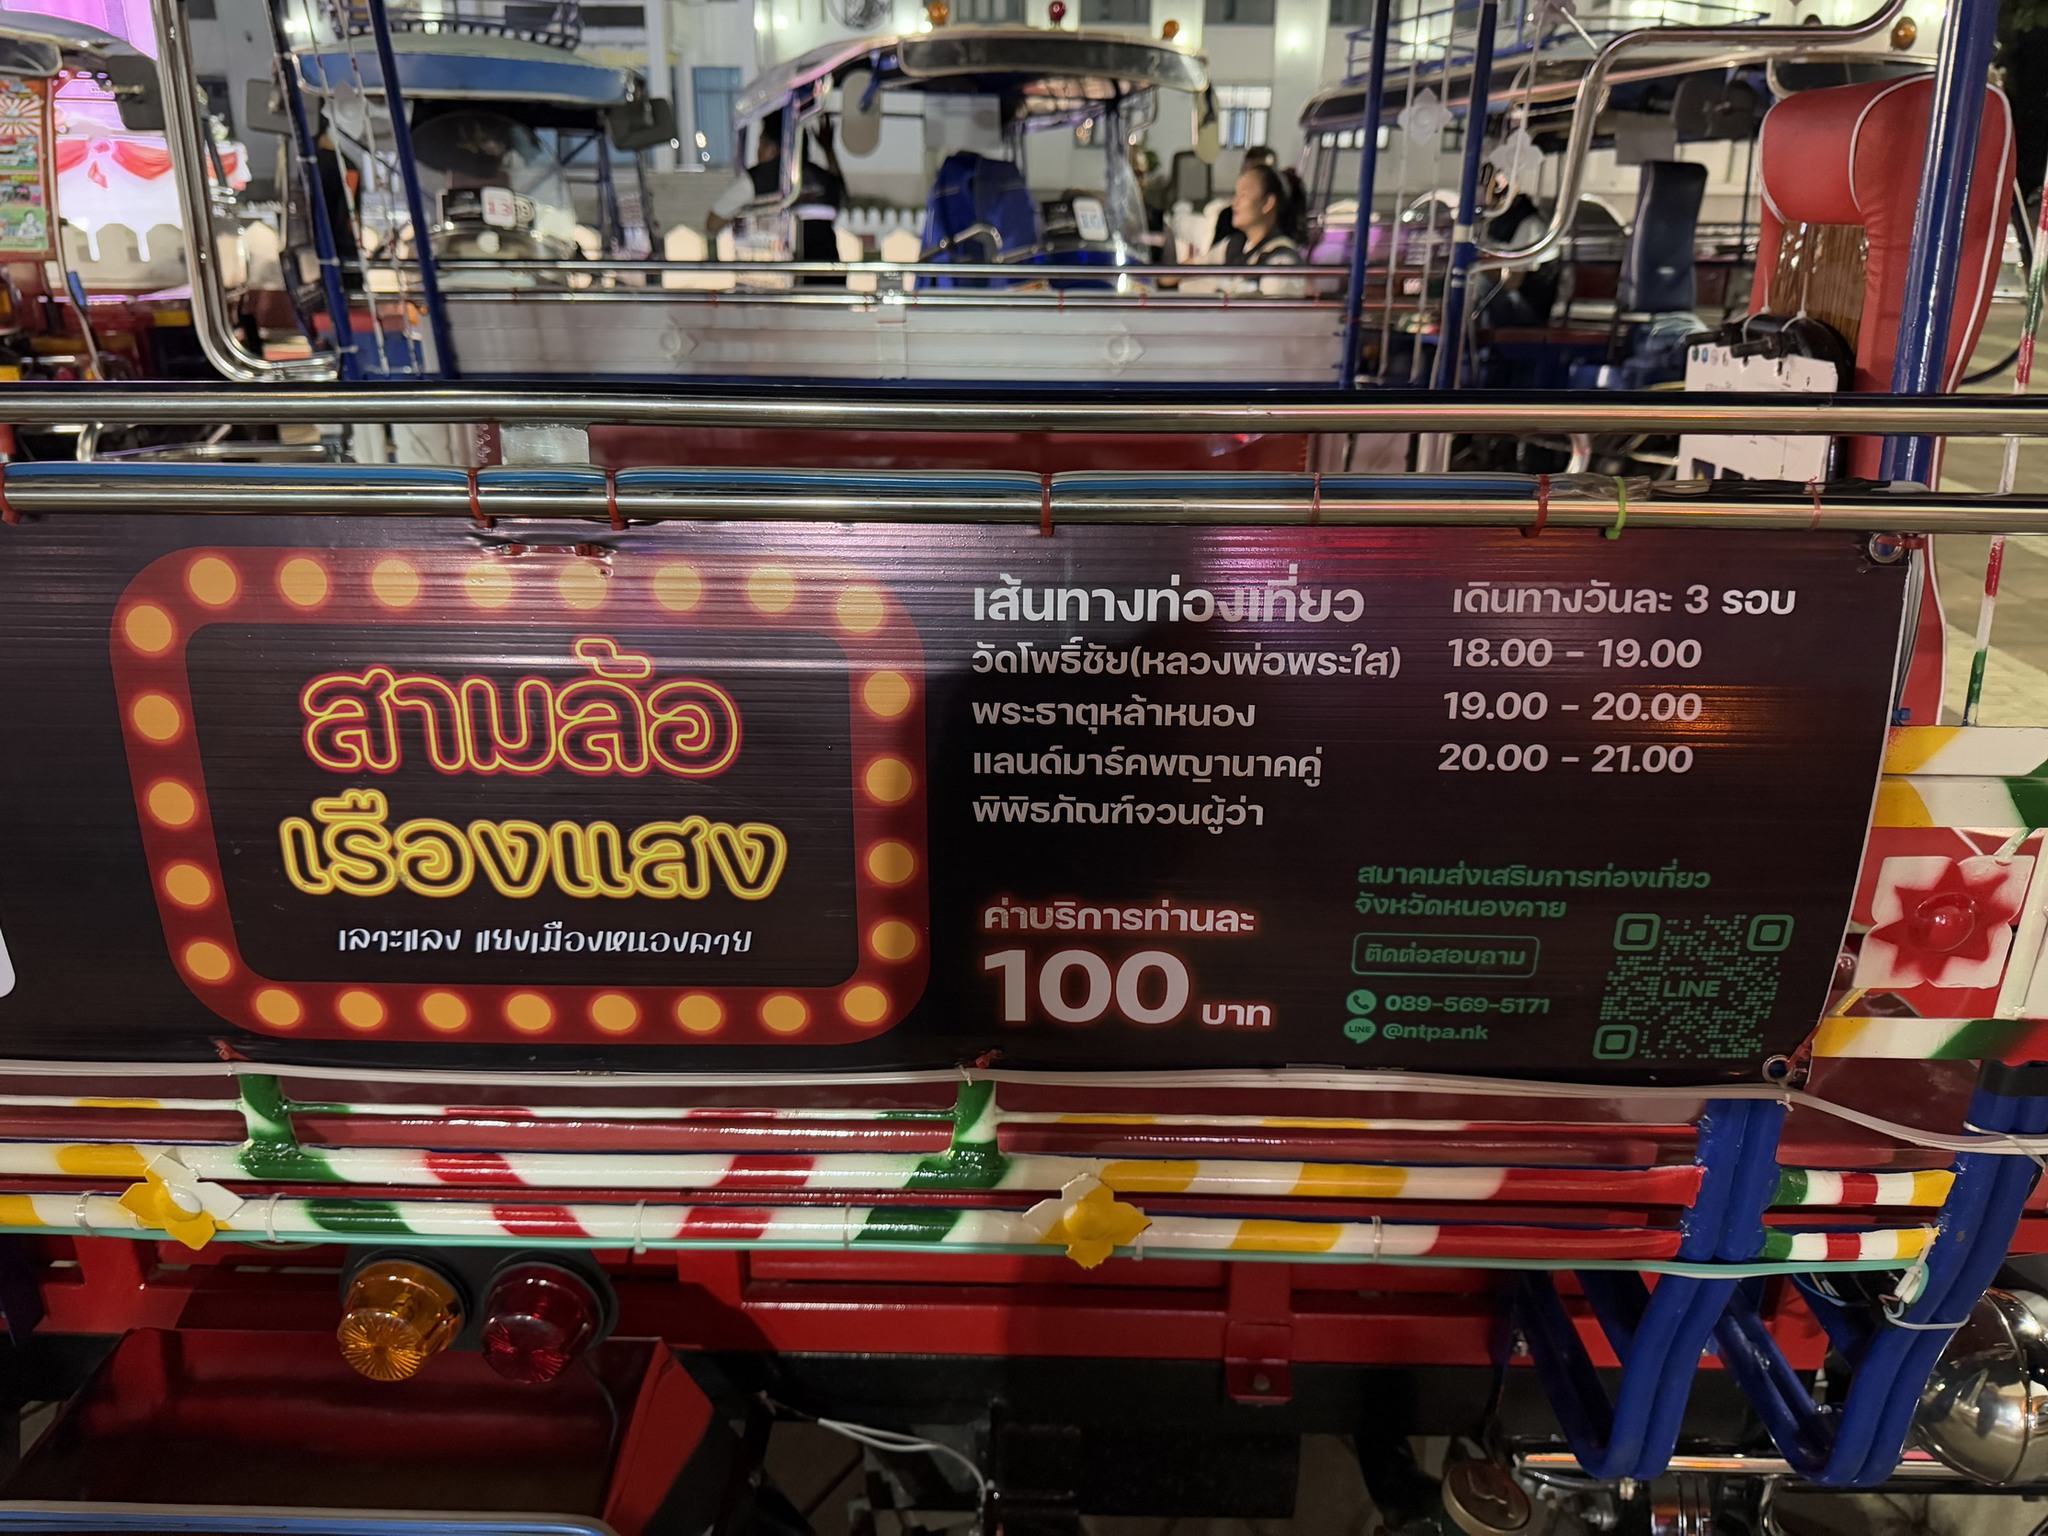 สามล้อ
เรืองแสง
เลาะแลง แยงเมืองหนองคาย
เส้นทางท่องเที่ยว
วัดโพธิ์ชัย(หลวงพ่อพระใส)
พระธาตุหล้าหนอง
แลนด์มาร์คพญานาคคู่
พิพิธภัณฑ์จวนผู้ว่า
เดินทางวันละ 3 รอบ
18.00 - 19.00
19.00 - 20.00
20.00 - 21.00
ค่าบริการท่านละ
100 บาท
สมาคมส่งเสริมการท่องเที่ยว
จังหวัดหนองคาย
ติดต่อสอบถาม
089-569-5171
LINE @ntpa.nk
LINE